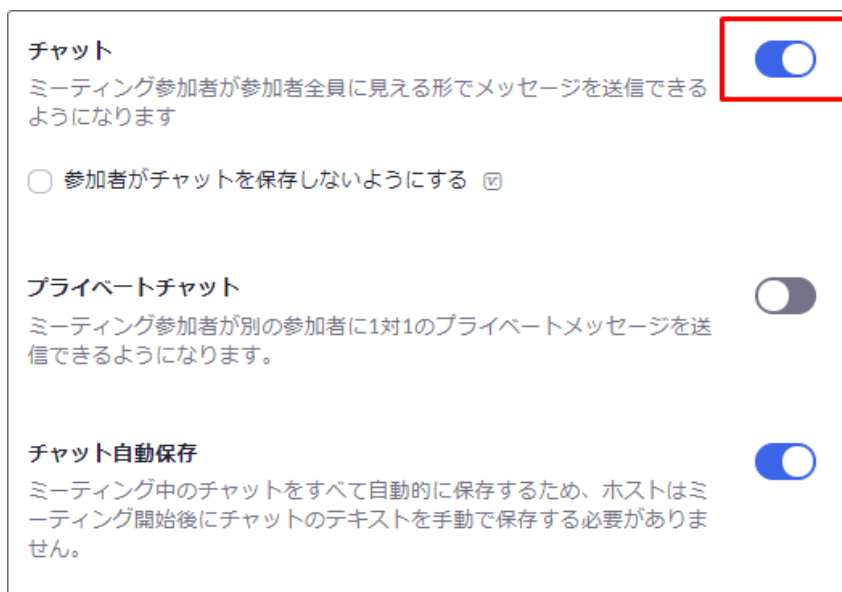 チャット
ミーティング参加者が参加者全員に見える形でメッセージを送信できる
ようになります
参加者がチャットを保存しないようにする
プライベートチャット
ミーティング参加者が別の参加者に1対1のプライベートメッセージを送
信できるようになります。
チャット自動保存
ミーティング中のチャットをすべて自動的に保存するため、ホストはミ
ーティング開始後にチャットのテキストを手動で保存する必要がありま
せん。